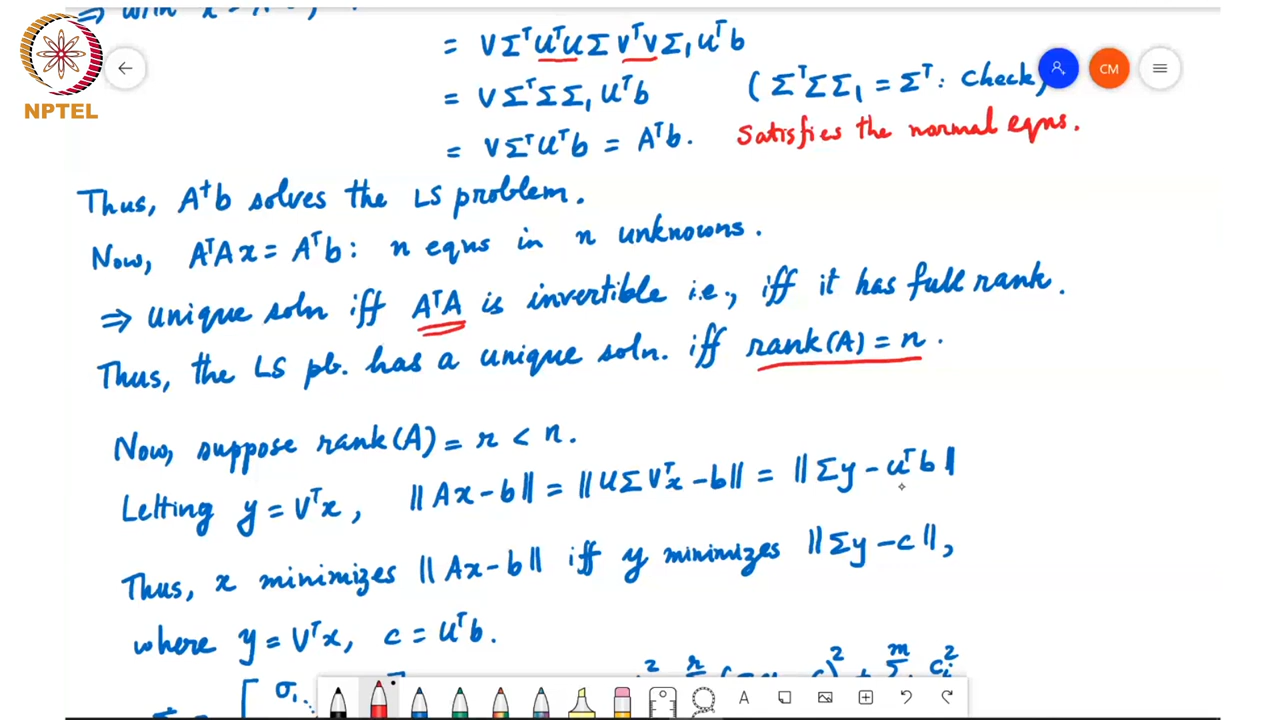 ⇒ with x =
= VΣᵀUᵀUΣVᵀVΣ₁Uᵀb
= VΣᵀΣΣ₁Uᵀb (ΣᵀΣΣ₁ = Σᵀ : check)
= VΣᵀUᵀb = Aᵀb. Satisfies the normal eqns.
NPTEL
CM
Thus, A⁺b solves the LS problem.
Now, AᵀAx = Aᵀb : n eqns in n unknowns.
⇒ unique soln iff AᵀA is invertible i.e., iff it has full rank.
Thus, the LS pb. has a unique soln. iff rank(A) = n.
Now, suppose rank(A) = r < n.
Letting y = Vᵀx, ‖Ax - b‖ = ‖UΣVᵀx - b‖ = ‖Σy - Uᵀb‖
Thus, x minimizes ‖Ax - b‖ iff y minimizes ‖Σy - c‖,
where y = Vᵀx, c = Uᵀb.
σ₁
A